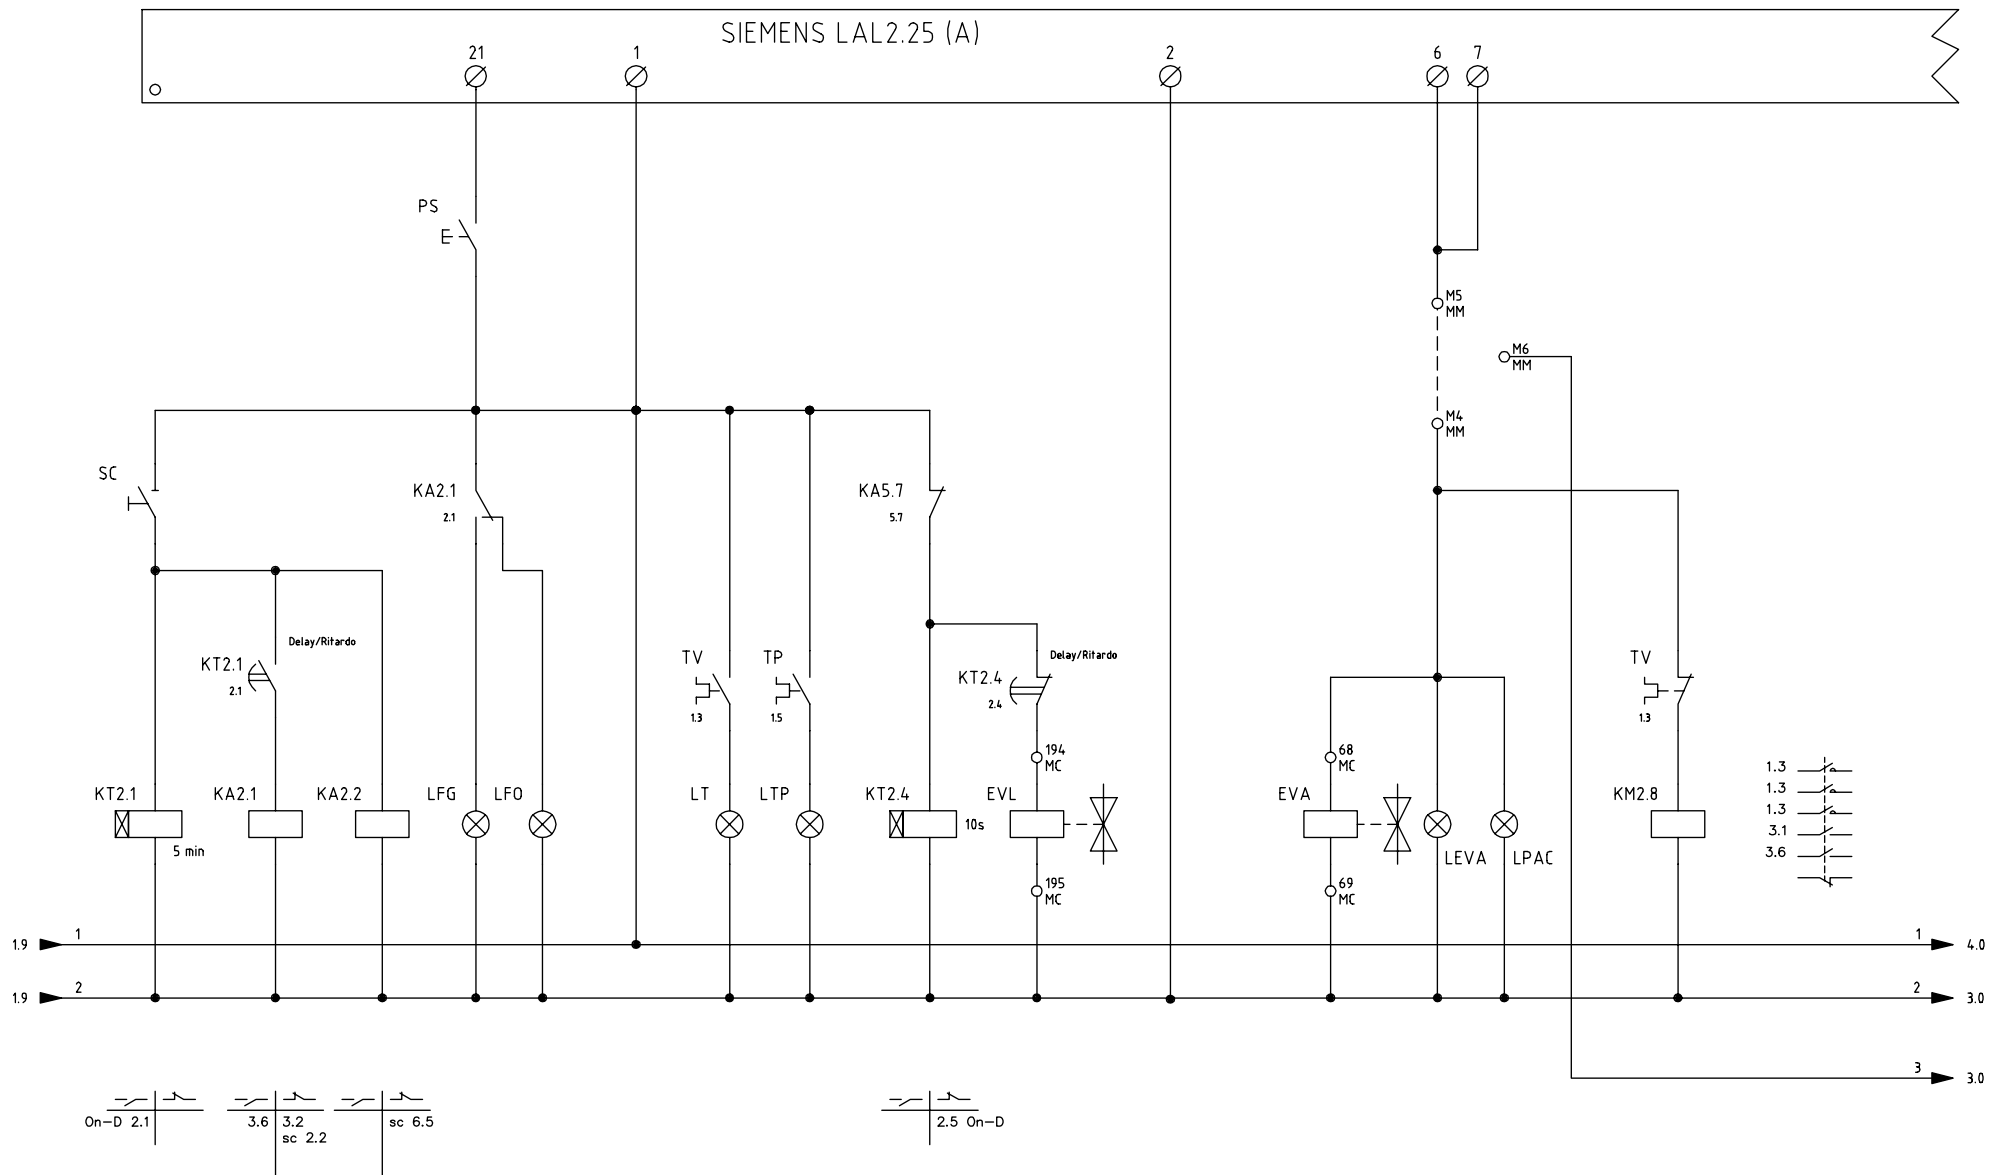 SIEMENS LAL2.25 (A)
21 1 2 6 7
PS
M5
MM
M6
MM
M4
MM
SC
KA2.1
2.1
KA5.7
5.7
Delay/Ritardo
KT2.1
2.1
TV
1.3
TP
1.5
Delay/Ritardo
KT2.4
2.4
TV
1.3
194
MC
68
MC
KT2.1 KA2.1 KA2.2 LFG LFO LT LTP KT2.4 EVL EVA KM2.8
5 min
10s
LEVA LPAC
195
MC
69
MC
1.3
1.3
1.3
3.1
3.6
1.9 1 1 4.0
1.9 2 2 3.0
3 3.0
On-D 2.1
3.6 3.2
sc 2.2
sc 6.5
2.5 On-D